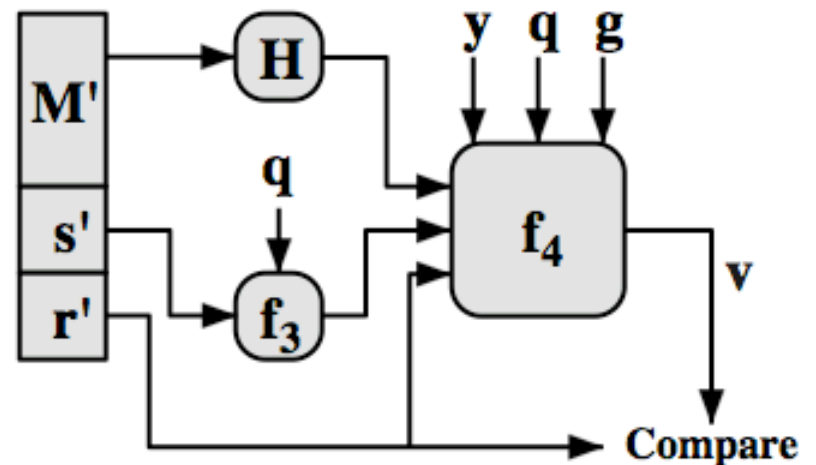 y q g
M' H
q
s' f₄
v
r' f₃
Compare